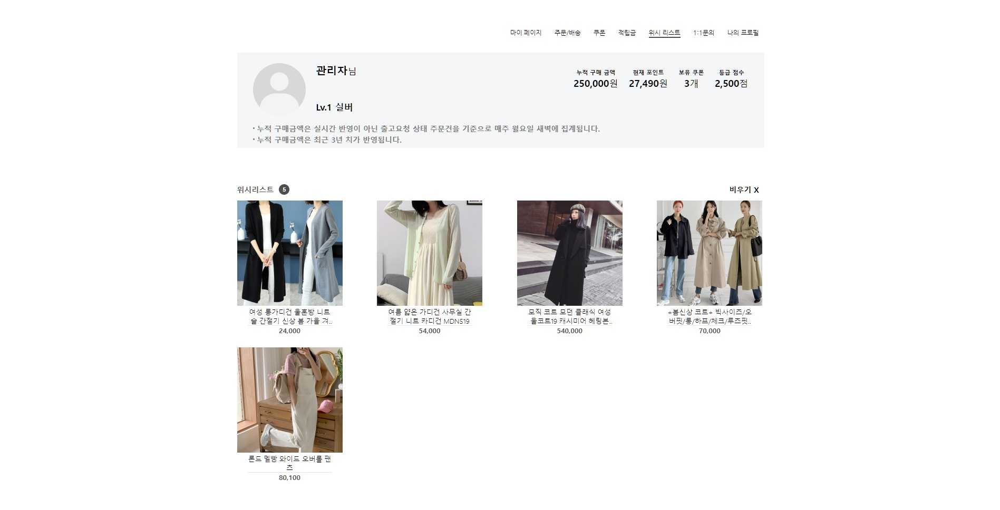 마이 페이지 주문/배송 쿠폰 적립금 위시 리스트 1:1문의 나의 프로필
관리자님
누적 구매 금액 현재 포인트 보유 쿠폰 등급 점수
250,000원 27,490원 3개 2,500점
Lv.1 실버
• 누적 구매금액은 실시간 반영이 아닌 출고요청 상태 주문건을 기준으로 매주 월요일 새벽에 집계됩니다.
• 누적 구매금액은 최근 3년 치가 반영됩니다.
위시리스트 5 비우기 X
여성 롱가디건 울혼방 니트
숄 간절기 신상 봄 가을 겨..
24,000
여름 얇은 가디건 사무실 간
절기 니트 카디건 MDN519
54,000
모직 코트 모던 클래식 여성
울코트19 캐시미어 헤링본..
540,000
+봄신상 코트+ 빅사이즈/오
버핏/롱/하프/체크/루즈핏..
70,000
론드 멜빵 와이드 오버롤 팬
츠
80,100